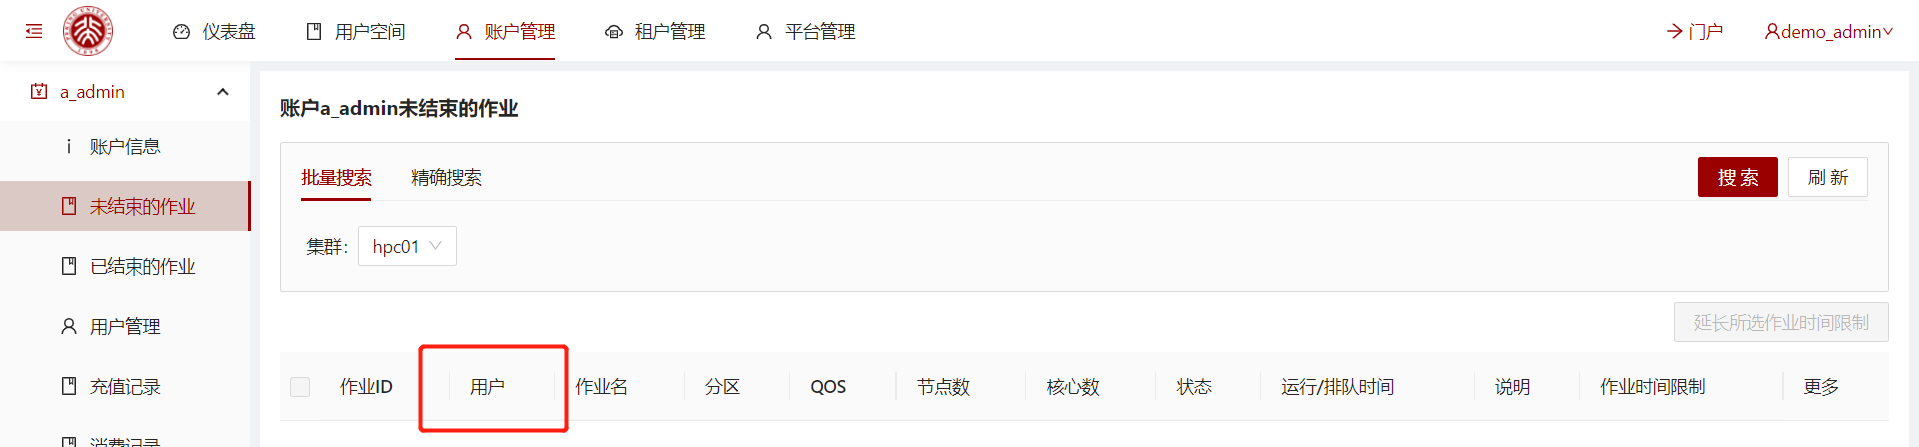 仪表盘 用户空间 账户管理 租户管理 平台管理 门户 demo_admin
a_admin
账户信息
未结束的作业
已结束的作业
用户管理
充值记录
消费记录
账户a_admin未结束的作业
批量搜索 精确搜索 搜索 刷新
集群: hpc01
延长所选作业时间限制
作业ID 用户 作业名 分区 QOS 节点数 核心数 状态 运行/排队时间 说明 作业时间限制 更多